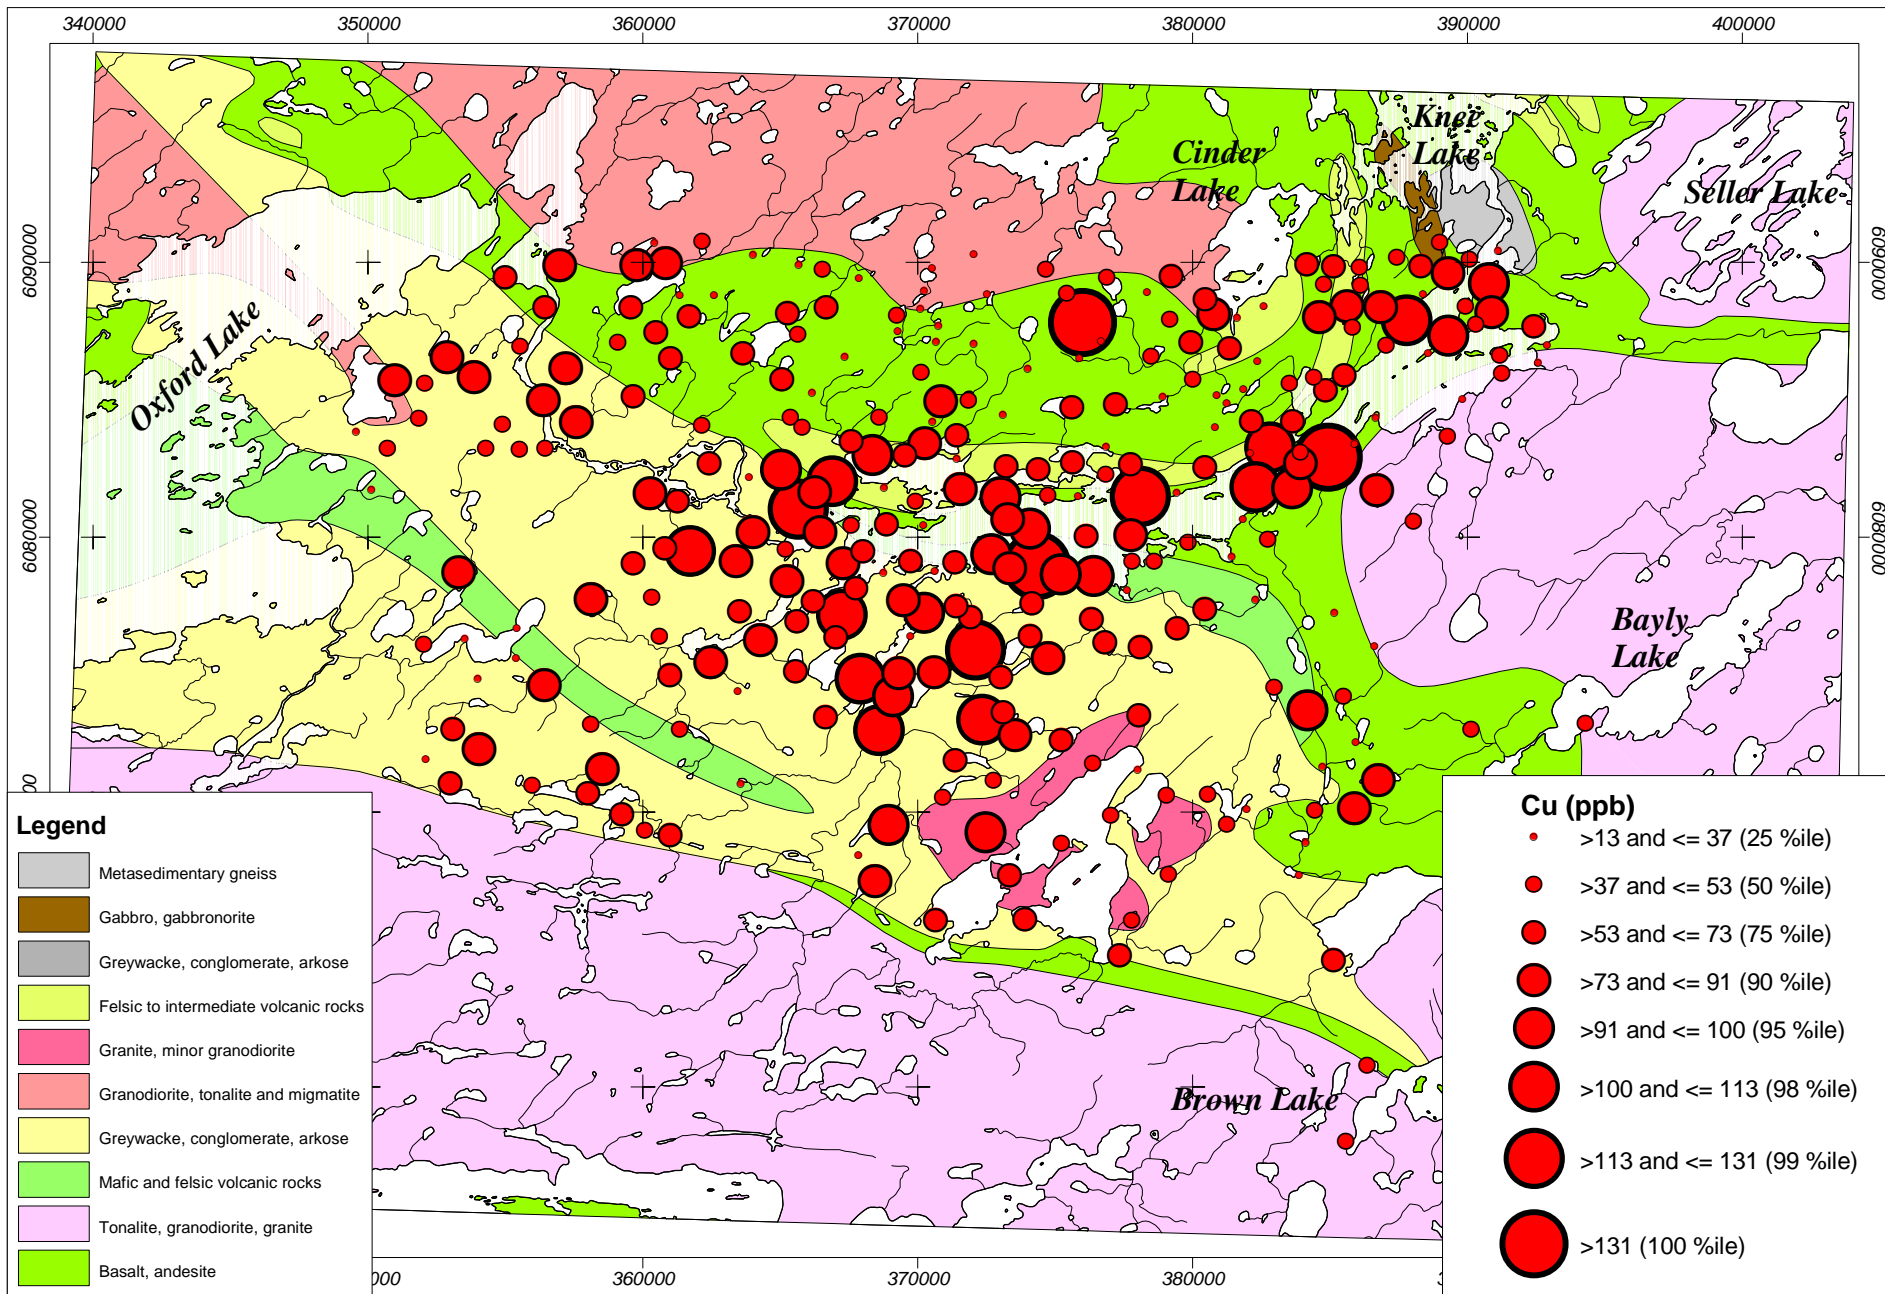 340000 350000 360000 370000 380000 390000 400000
Knee
Lake
Cinder
Lake
Seller Lake
6090000
6090000
Oxford Lake
6080000
6080000
Bayly
Lake
Brown Lake
Legend
Metasedimentary gneiss
Gabbro, gabbronorite
Greywacke, conglomerate, arkose
Felsic to intermediate volcanic rocks
Granite, minor granodiorite
Granodiorite, tonalite and migmatite
Greywacke, conglomerate, arkose
Mafic and felsic volcanic rocks
Tonalite, granodiorite, granite
Basalt, andesite
Cu (ppb)
>13 and <= 37 (25 %ile)
>37 and <= 53 (50 %ile)
>53 and <= 73 (75 %ile)
>73 and <= 91 (90 %ile)
>91 and <= 100 (95 %ile)
>100 and <= 113 (98 %ile)
>113 and <= 131 (99 %ile)
>131 (100 %ile)
360000 370000 380000